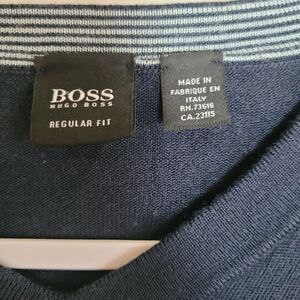 BOSS
HUGO BOSS
REGULAR FIT
MADE IN
FABRIQUE EN
ITALY
RN.73616
CA.23115